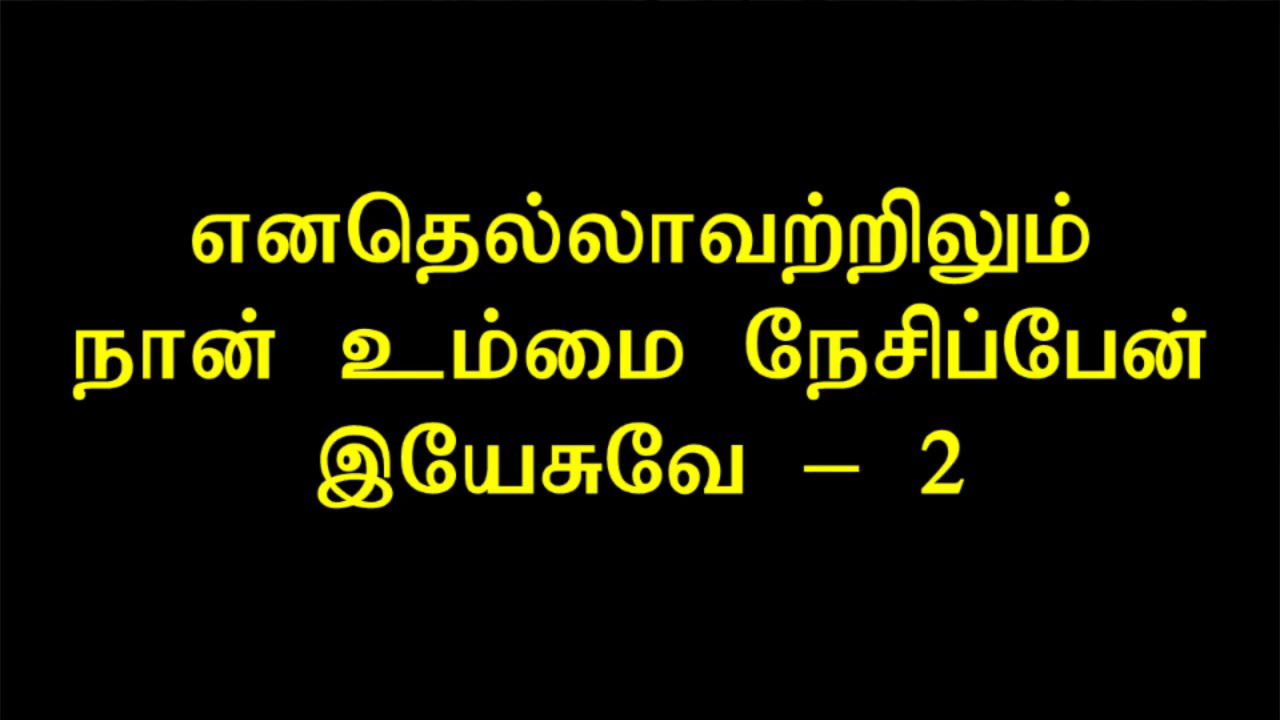 எனதெல்லாவற்றிலும்
நான் உம்மை நேசிப்பேன்
இயேசுவே – 2